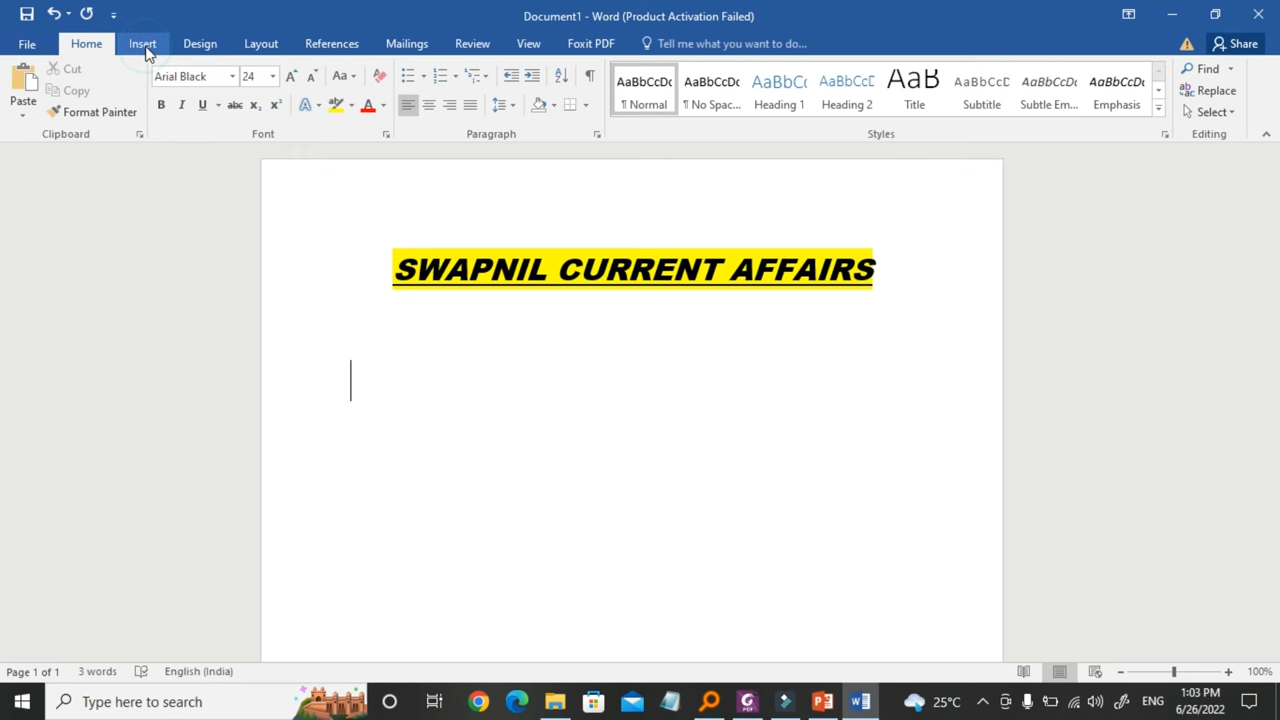 Document1 - Word (Product Activation Failed)
File Home Insert Design Layout References Mailings Review View Foxit PDF Tell me what you want to do... Share
Paste
Cut
Copy
Format Painter
Clipboard
Arial Black 24
Font
Paragraph
AaBbCcDc AaBbCcDc AaBbC AaBbCcD AaB AaBbCcD AaBbCcDc AaBbCcDc
¶ Normal ¶ No Spac... Heading 1 Heading 2 Title Subtitle Subtle Em... Emphasis
Styles
Find
Replace
Select
Editing
SWAPNIL CURRENT AFFAIRS
Page 1 of 1 3 words English (India) 100%
Type here to search
25°C ENG
1:03 PM
6/26/2022